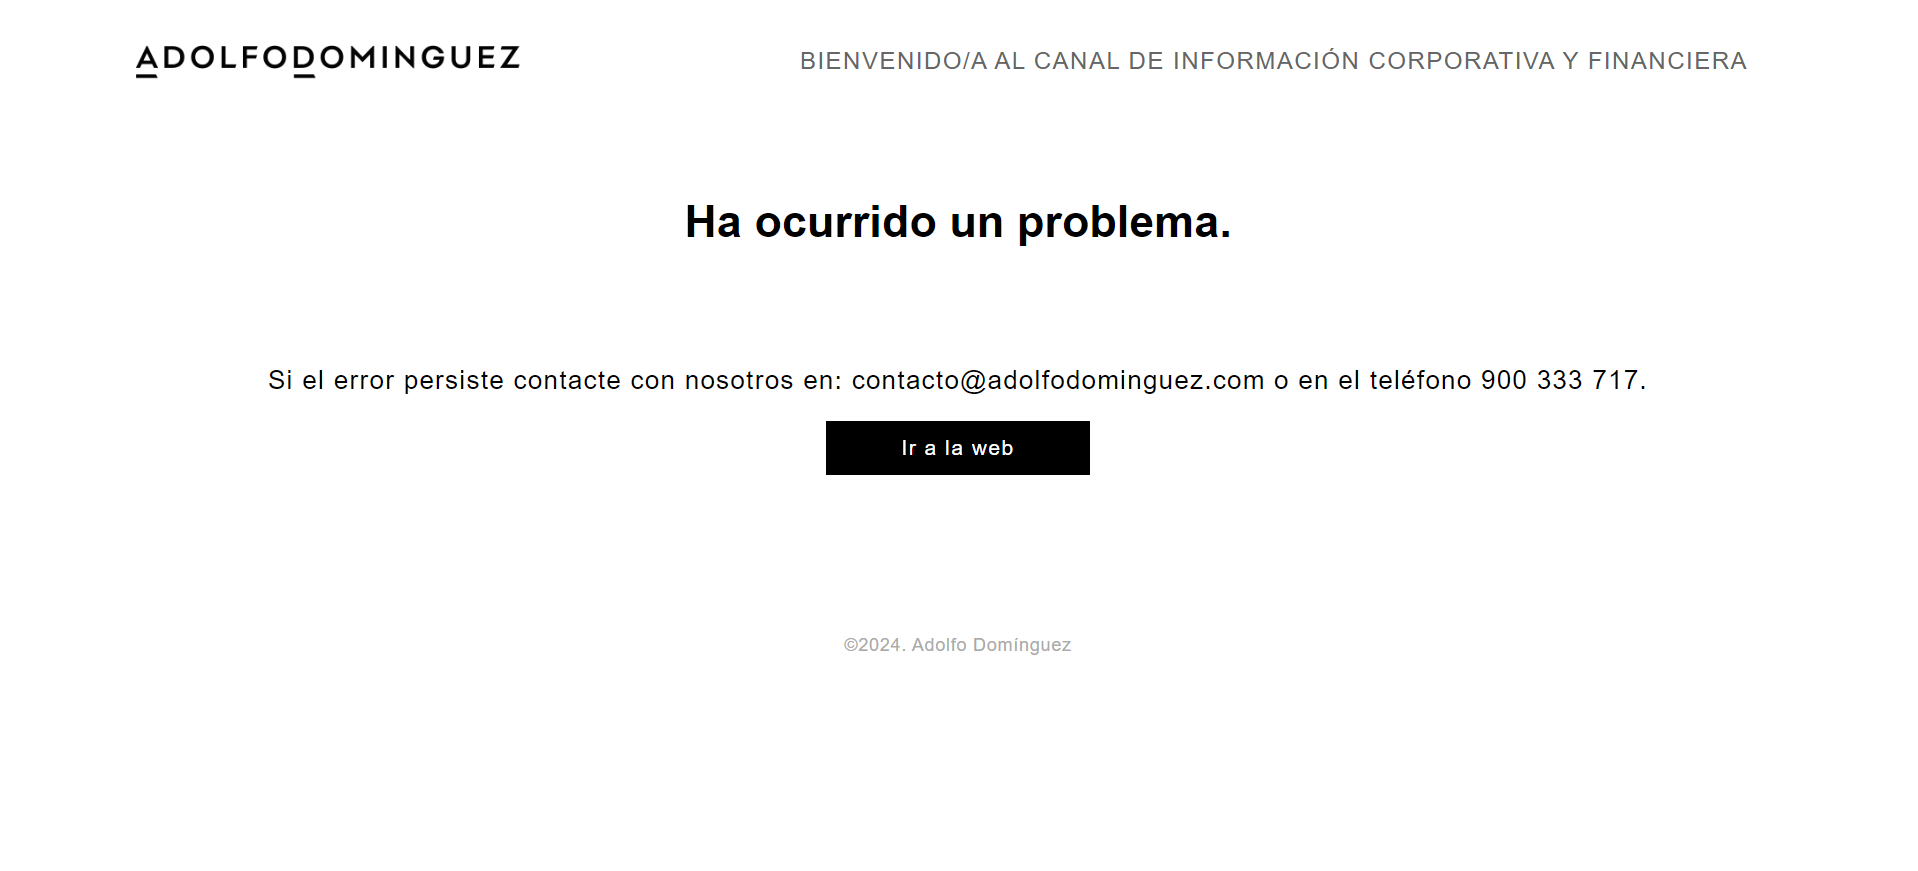 ADOLFODOMINGUEZ
BIENVENIDO/A AL CANAL DE INFORMACIÓN CORPORATIVA Y FINANCIERA
Ha ocurrido un problema.
Si el error persiste contacte con nosotros en: contacto@adolfodominguez.com o en el teléfono 900 333 717.
Ir a la web
©2024. Adolfo Domínguez